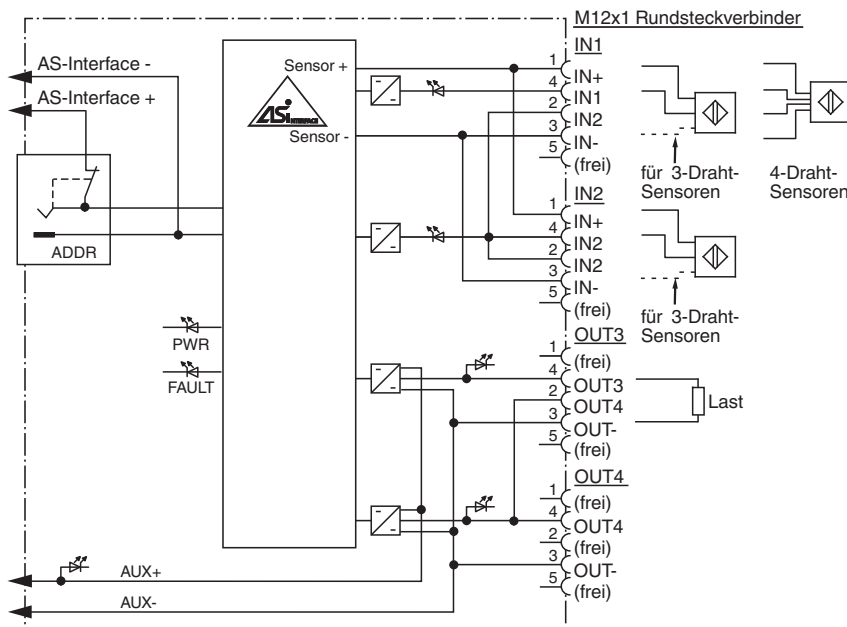 M12x1 Rundsteckverbinder
AS-Interface -
AS-Interface +
ADDR
PWR
FAULT
AUX+
AUX-
Sensor +
ASi
INTERFACE
Sensor -
IN1
1
IN+
4
IN1
2
IN2
3
IN-
5
(frei)
IN2
1
IN+
4
IN2
2
IN2
3
IN-
5
(frei)
OUT3
1
(frei)
4
OUT3
2
OUT4
3
OUT-
5
(frei)
OUT4
1
(frei)
4
OUT4
2
(frei)
3
OUT-
5
(frei)
für 3-Draht-
Sensoren
4-Draht-
Sensoren
für 3-Draht-
Sensoren
Last